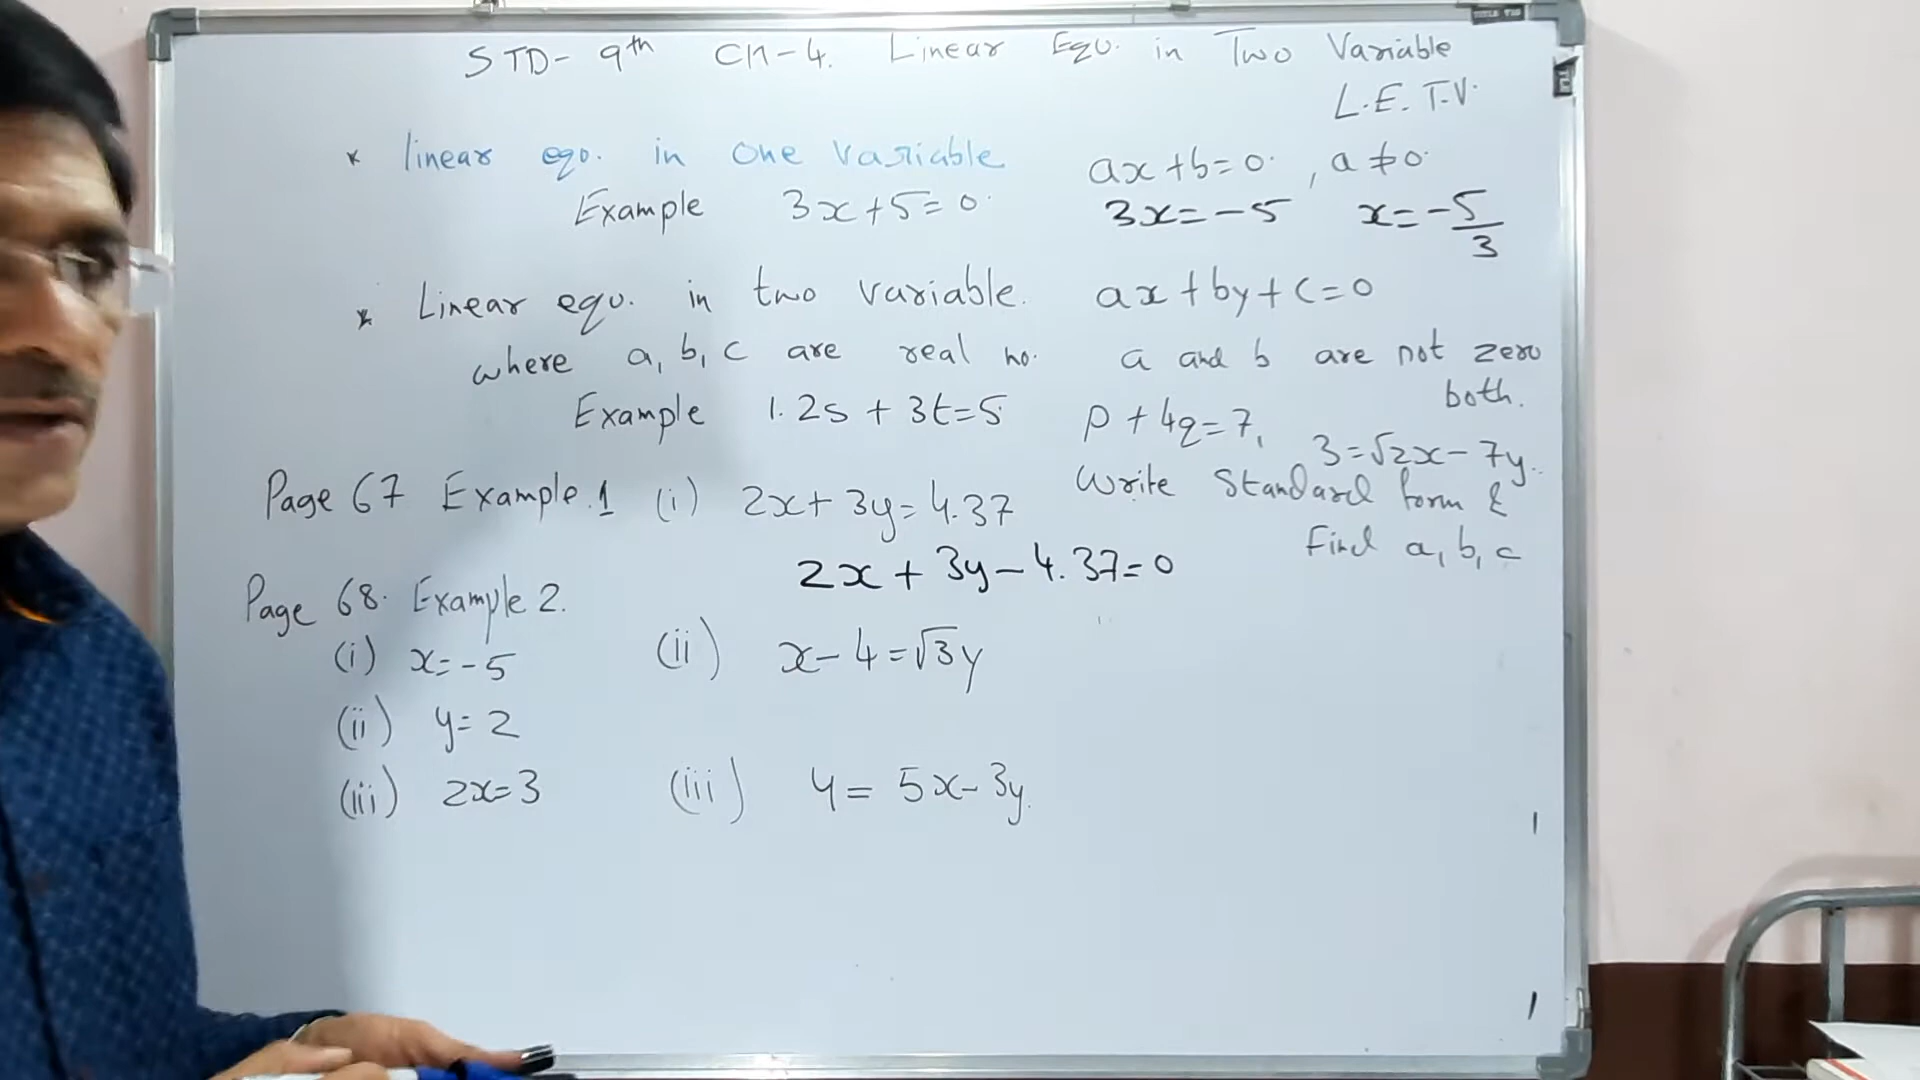 STD- 9th CH-4. Linear Equ. in Two Variable
L.E.T.V.
* linear equ. in one variable ax+b=0. , a≠0.
Example 3x+5=0. 3x=-5 x=-5/3
* Linear equ. in two variable. ax+by+c=0
where a, b, c are real no. a and b are not zero both.
Example 1.2s + 3t=5 p + 4q=7, 3=√2x-7y.
Page 67 Example.1 (i) 2x+3y=4.37 Write Standard form &
Find a, b, c
2x+3y-4.37=0
Page 68. Example 2.
(i) x=-5 (ii) x-4=√3y
(ii) y=2
(iii) 2x=3 (iii) 4= 5x-3y.